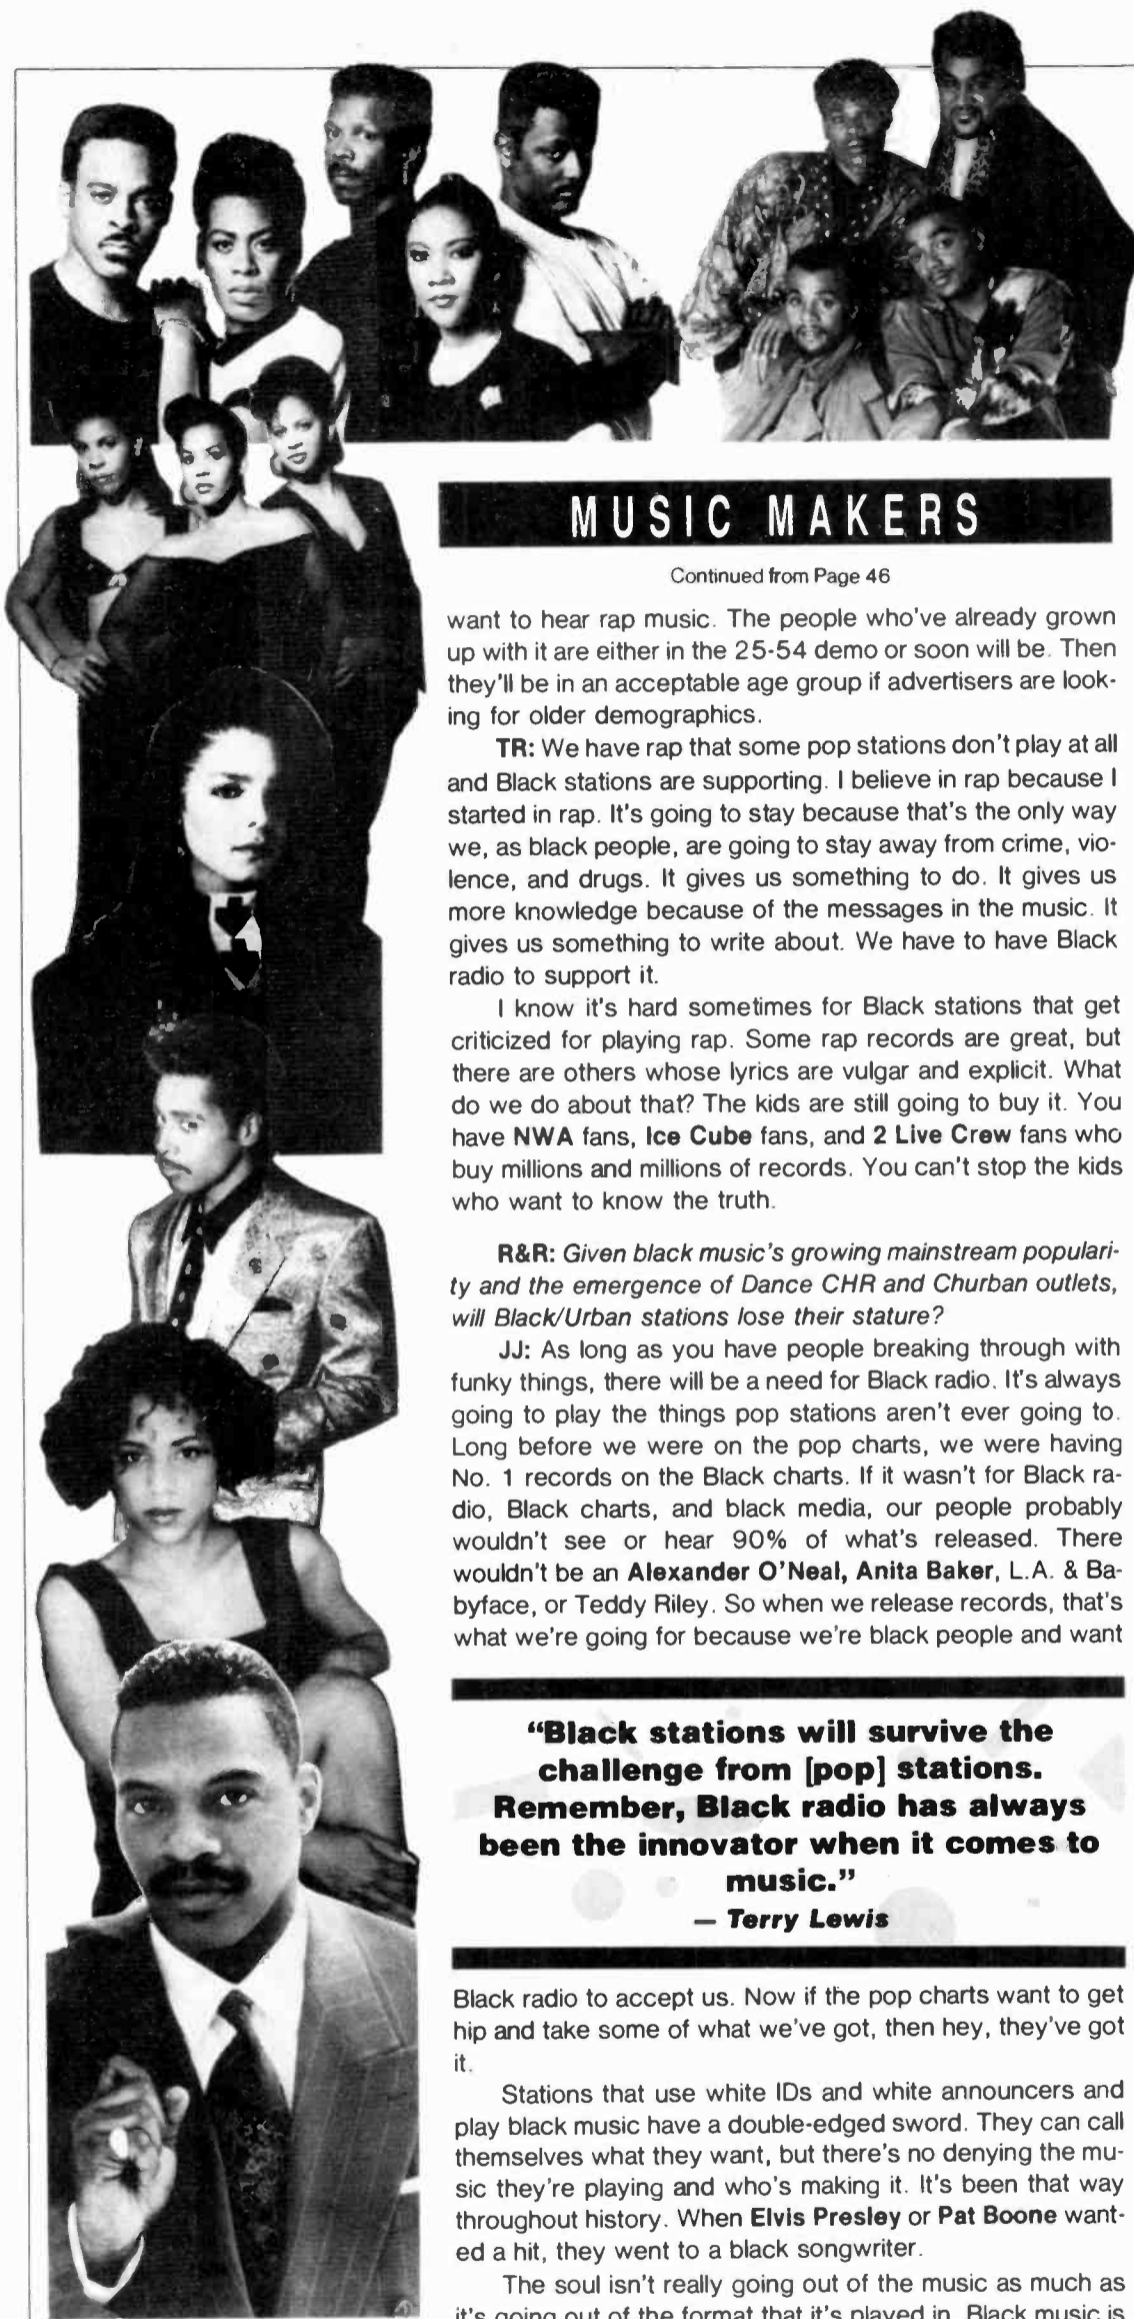 MUSIC MAKERS
Continued from Page 46
want to hear rap music. The people who've already grown
up with it are either in the 25-54 demo or soon will be. Then
they'll be in an acceptable age group if advertisers are look-
ing for older demographics.
TR: We have rap that some pop stations don't play at all
and Black stations are supporting. I believe in rap because I
started in rap. It's going to stay because that's the only way
we, as black people, are going to stay away from crime, vio-
lence, and drugs. It gives us something to do. It gives us
more knowledge because of the messages in the music. It
gives us something to write about. We have to have Black
radio to support it.
I know it's hard sometimes for Black stations that get
criticized for playing rap. Some rap records are great, but
there are others whose lyrics are vulgar and explicit. What
do we do about that? The kids are still going to buy it. You
have NWA fans, Ice Cube fans, and 2 Live Crew fans who
buy millions and millions of records. You can't stop the kids
who want to know the truth.
R&R: Given black music's growing mainstream populari-
ty and the emergence of Dance CHR and Churban outlets,
will Black/Urban stations lose their stature?
JJ: As long as you have people breaking through with
funky things, there will be a need for Black radio. It's always
going to play the things pop stations aren't ever going to.
Long before we were on the pop charts, we were having
No. 1 records on the Black charts. If it wasn't for Black ra-
dio, Black charts, and black media, our people probably
wouldn't see or hear 90% of what's released. There
wouldn't be an Alexander O'Neal, Anita Baker, L.A. & Ba-
byface, or Teddy Riley. So when we release records, that's
what we're going for because we're black people and want
“Black stations will survive the
challenge from [pop] stations.
Remember, Black radio has always
been the innovator when it comes to
music.”
— Terry Lewis
Black radio to accept us. Now if the pop charts want to get
hip and take some of what we've got, then hey, they've got
it.
Stations that use white IDs and white announcers and
play black music have a double-edged sword. They can call
themselves what they want, but there's no denying the mu-
sic they're playing and who's making it. It's been that way
throughout history. When Elvis Presley or Pat Boone want-
ed a hit, they went to a black songwriter.
The soul isn't really going out of the music as much as
it's going out of the format that it's played in. Black music is